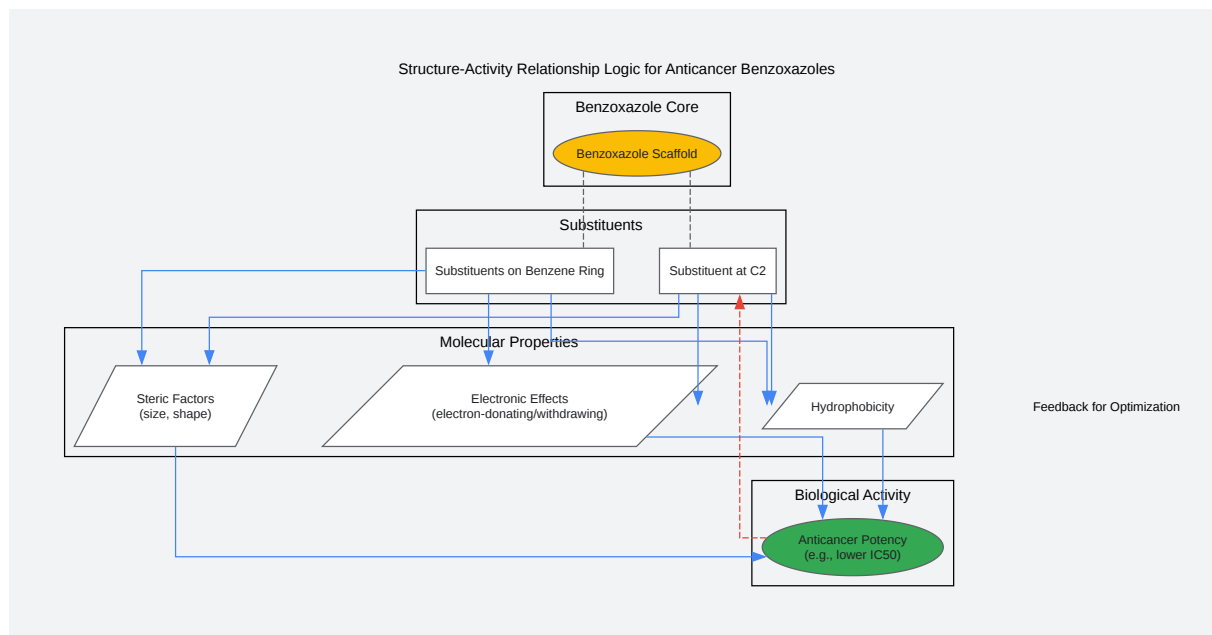 Structure-Activity Relationship Logic for Anticancer Benzoxazoles
Benzoxazole Core
Benzoxazole Scaffold
Substituents
Substituents on Benzene Ring
Substituent at C2
Molecular Properties
Steric Factors
(size, shape)
Electronic Effects
(electron-donating/withdrawing)
Hydrophobicity
Feedback for Optimization
Biological Activity
Anticancer Potency
(e.g., lower IC50)